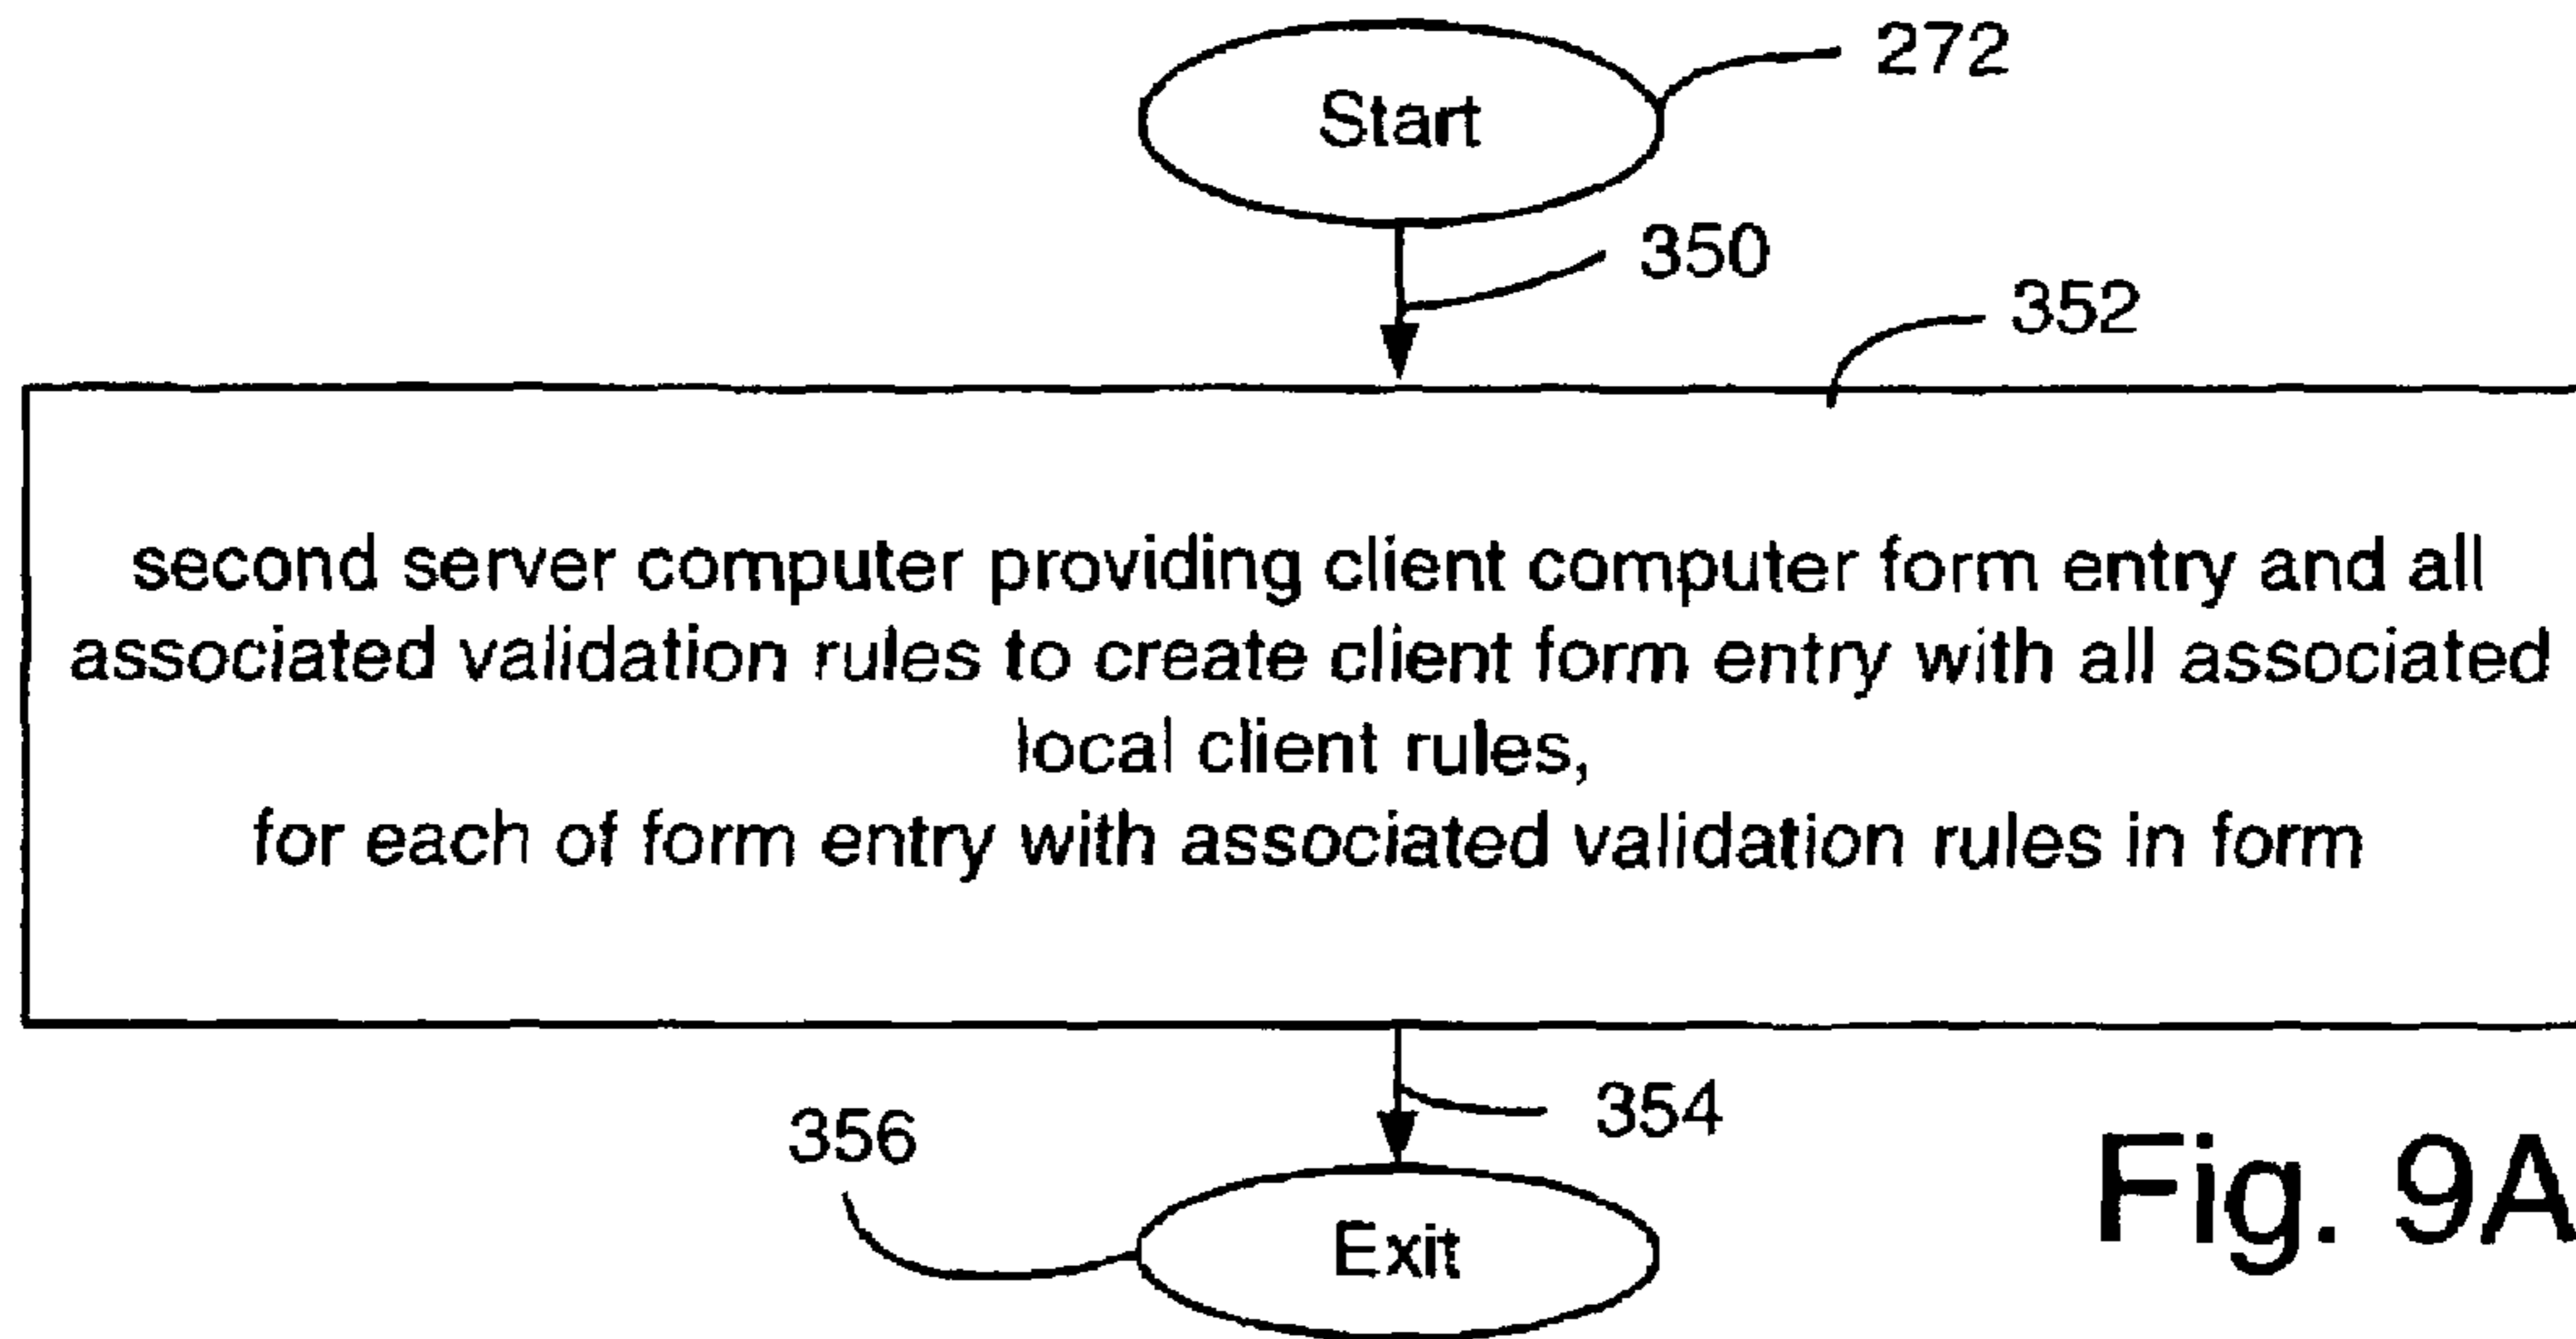 272
Start
350
352
second server computer providing client computer form entry and all
associated validation rules to create client form entry with all associated
local client rules,
for each of form entry with associated validation rules in form
354
356
Exit
Fig. 9A